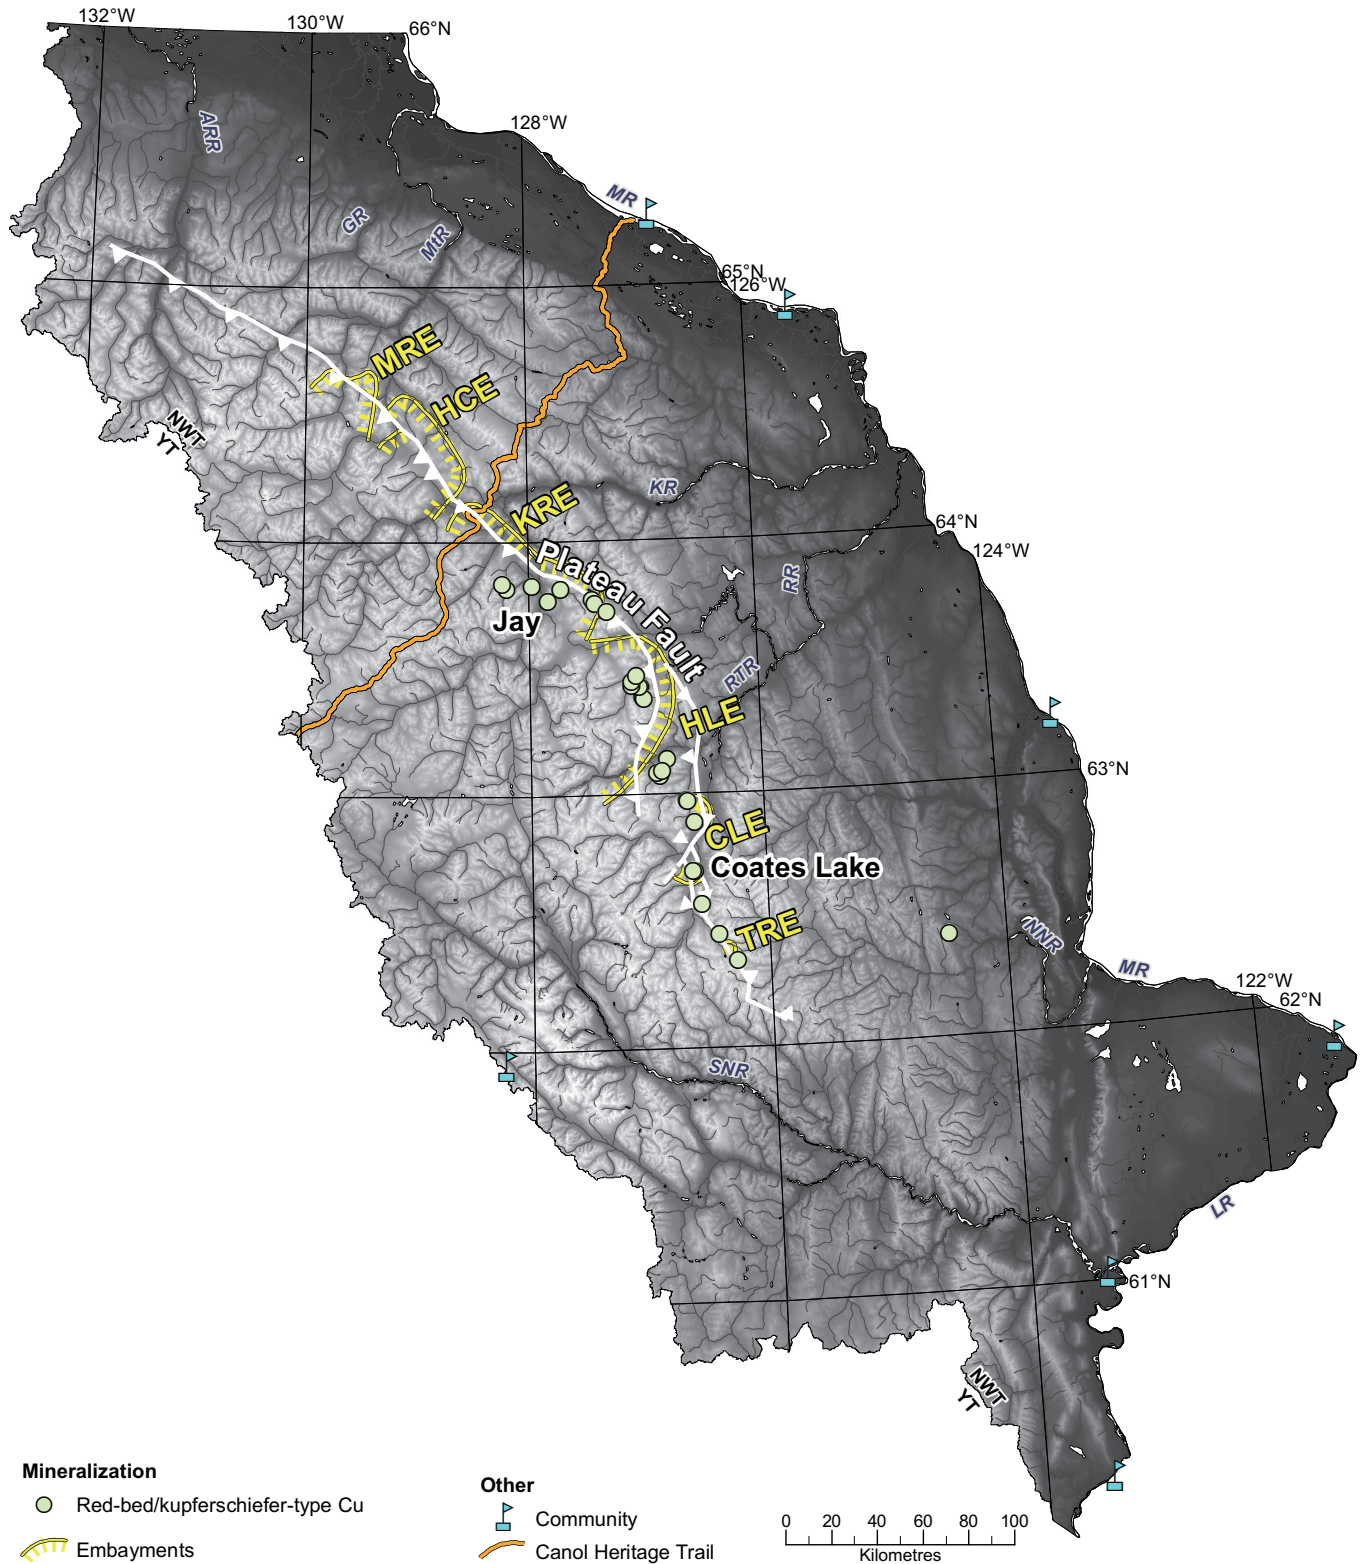 132°W
130°W
66°N
128°W
ARR
GR
MtR
MR
65°N
126°W
MRE
HCE
NWT
YT
KR
KRE
64°N
124°W
Plateau Fault
RR
Jay
RTR
HLE
63°N
CLE
Coates Lake
TRE
NNR
MR
122°W
62°N
SNR
LR
61°N
NWT
YT
Mineralization
Red-bed/kupferschiefer-type Cu
Embayments
Other
Community
Canol Heritage Trail
0 20 40 60 80 100
Kilometres